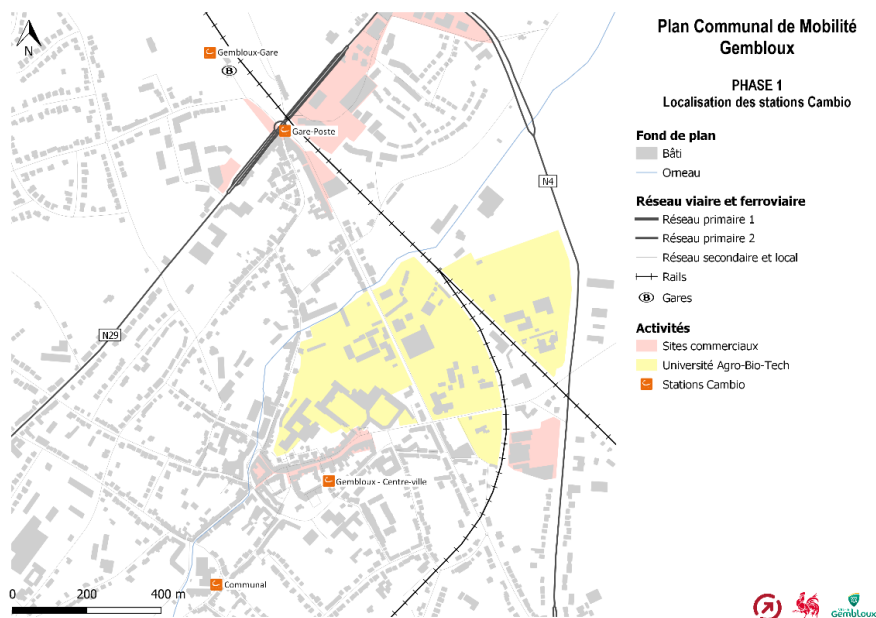 Plan Communal de Mobilité
Gembloux
PHASE 1
Localisation des stations Cambio
Fond de plan
Bâti
Orneau
Réseau viaire et ferroviaire
Réseau primaire 1
Réseau primaire 2
Réseau secondaire et local
Rails
B Gares
Activités
Sites commerciaux
Université Agro-Bio-Tech
Stations Cambio
N
Gembloux-Gare
B
Gare-Poste
N4
N29
Gembloux - Centre-ville
Communal
0 200 400 m
Gembloux